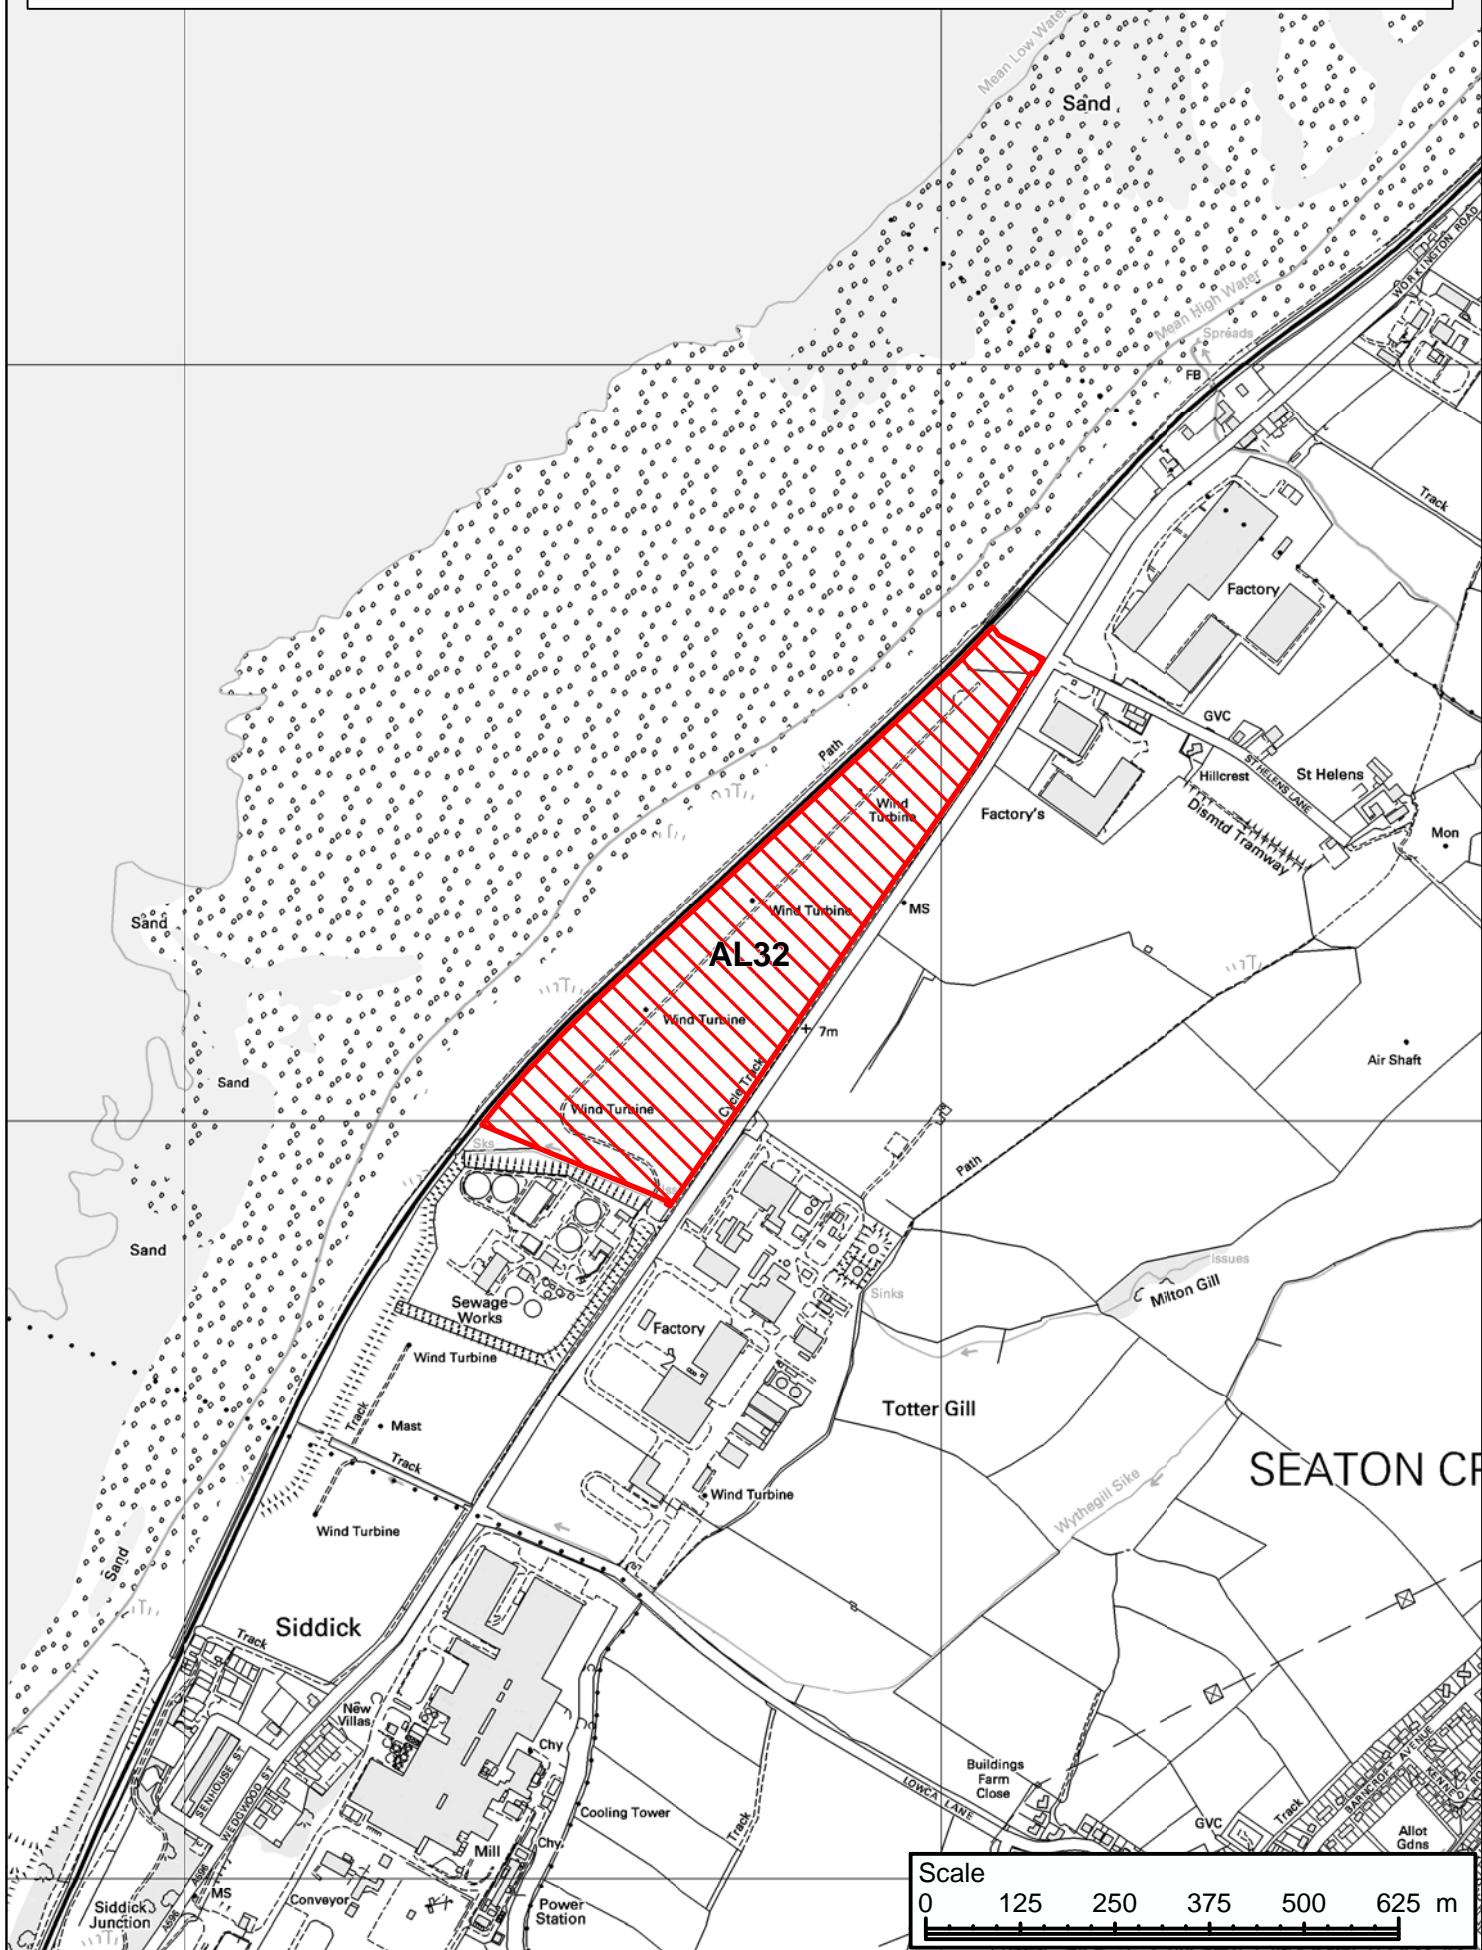 Mean Low Water
Sand
WORKINGTON ROAD
Mean High Water
Spreads
FB
Track
Factory
Path
GVC
Hillcrest
ST HELENS LANE
St Helens
Wind
Turbine
Factory's
Dismtd Tramway
Mon
Wind Turbine
MS
Sand
AL32
Wind Turbine
7m
Air Shaft
Sand
Cycle Track
Wind Turbine
Sks
Path
Sand
Issues
Milton Gill
Sinks
Sewage
Works
Factory
Wind Turbine
Track
Mast
Totter Gill
Track
SEATON CR
Wind Turbine
Wythegill Sike
Wind Turbine
Sand
Siddick
Track
New
Villas
Chy
Buildings
Farm
Close
SENHOUSE ST
WEDGWOOD ST
LOWCA LANE
BARNCROFT AVENUE
Cooling Tower
Track
Track
GVC
Allot
Gdns
Chy
Mill
A596
MS
Conveyor
Siddick
Junction
A596
Power
Station
Scale
0 125 250 375 500 625 m